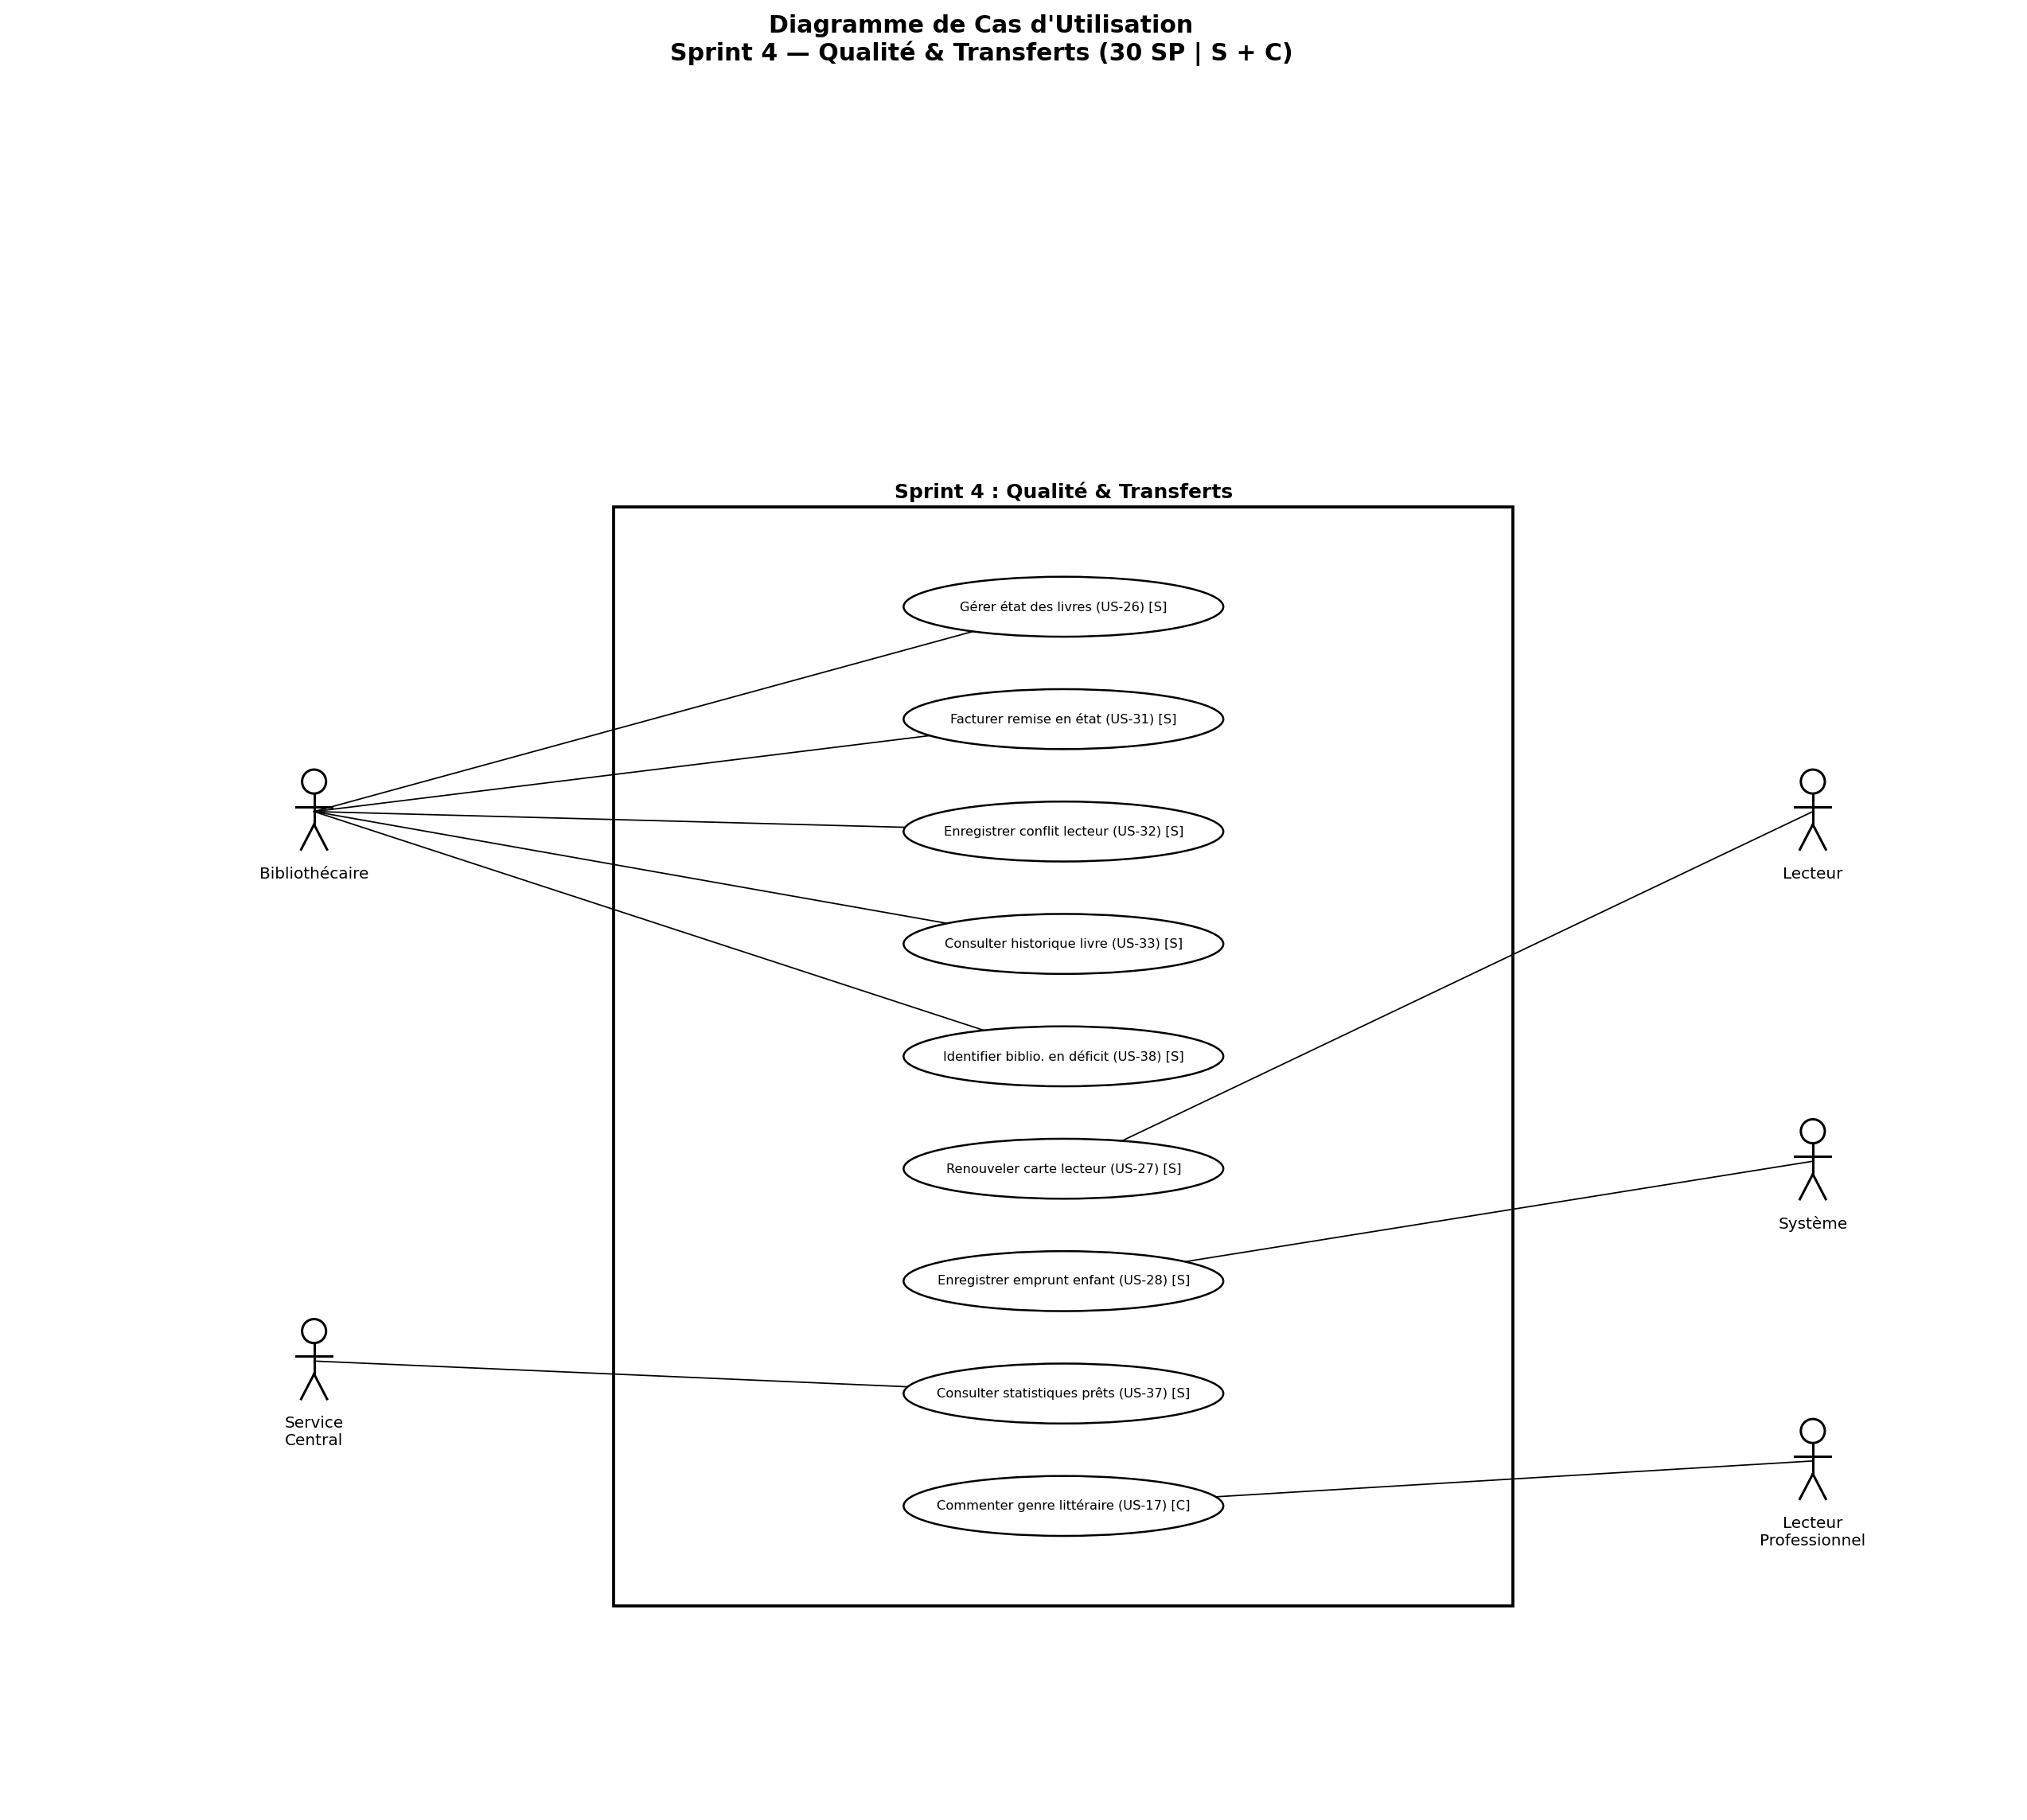 Diagramme de Cas d'Utilisation
Sprint 4 — Qualité & Transferts (30 SP | S + C)
Sprint 4 : Qualité & Transferts
Gérer état des livres (US-26) [S]
Facturer remise en état (US-31) [S]
Enregistrer conflit lecteur (US-32) [S]
Bibliothécaire
Lecteur
Consulter historique livre (US-33) [S]
Identifier biblio. en déficit (US-38) [S]
Renouveler carte lecteur (US-27) [S]
Système
Enregistrer emprunt enfant (US-28) [S]
Consulter statistiques prêts (US-37) [S]
Service
Central
Commenter genre littéraire (US-17) [C]
Lecteur
Professionnel